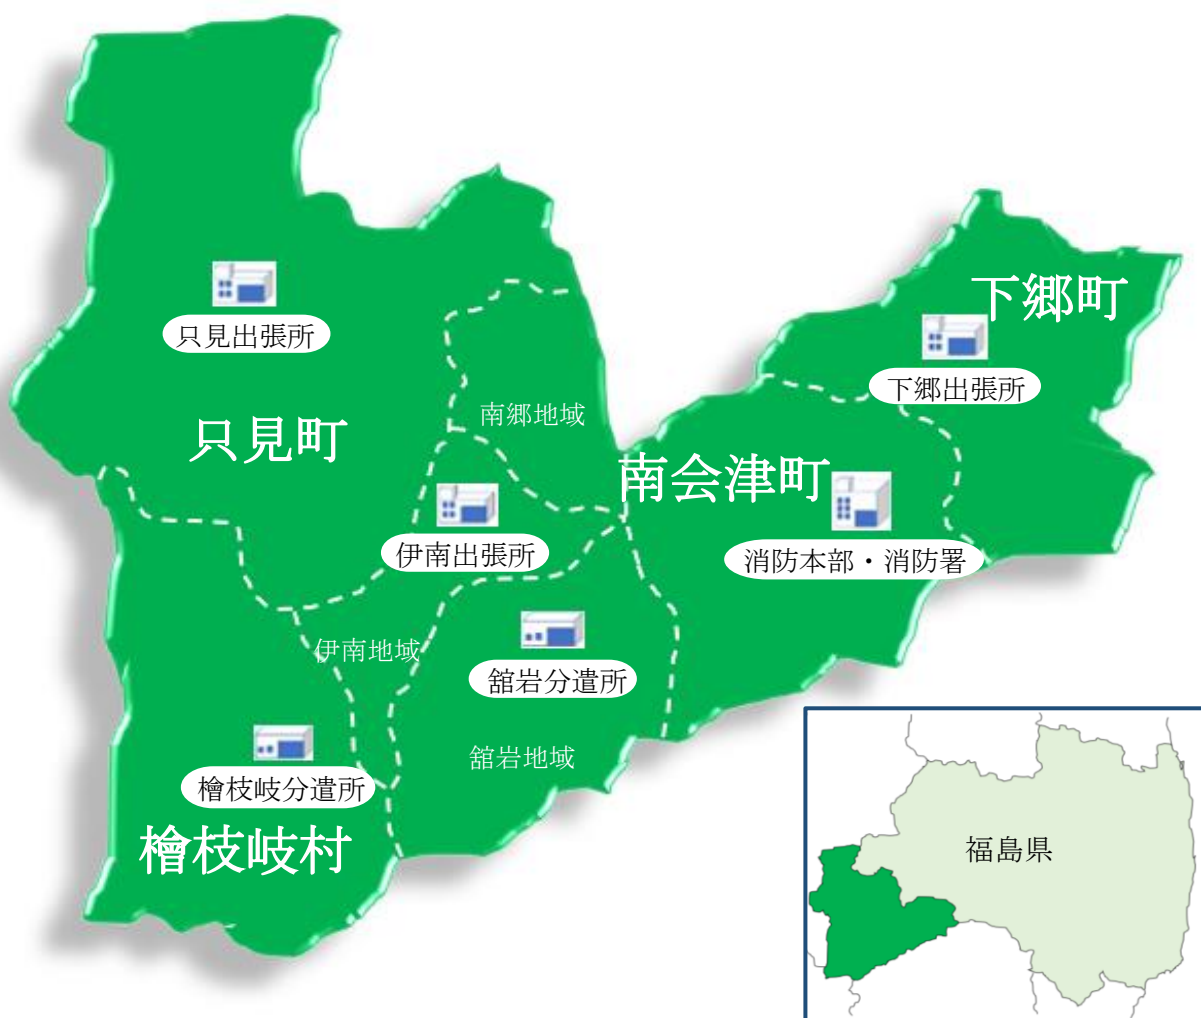 下郷町
只見出張所
下郷出張所
南郷地域
只見町
南会津町
伊南出張所
消防本部・消防署
伊南地域
舘岩分遣所
舘岩地域
檜枝岐分遣所
檜枝岐村
福島県